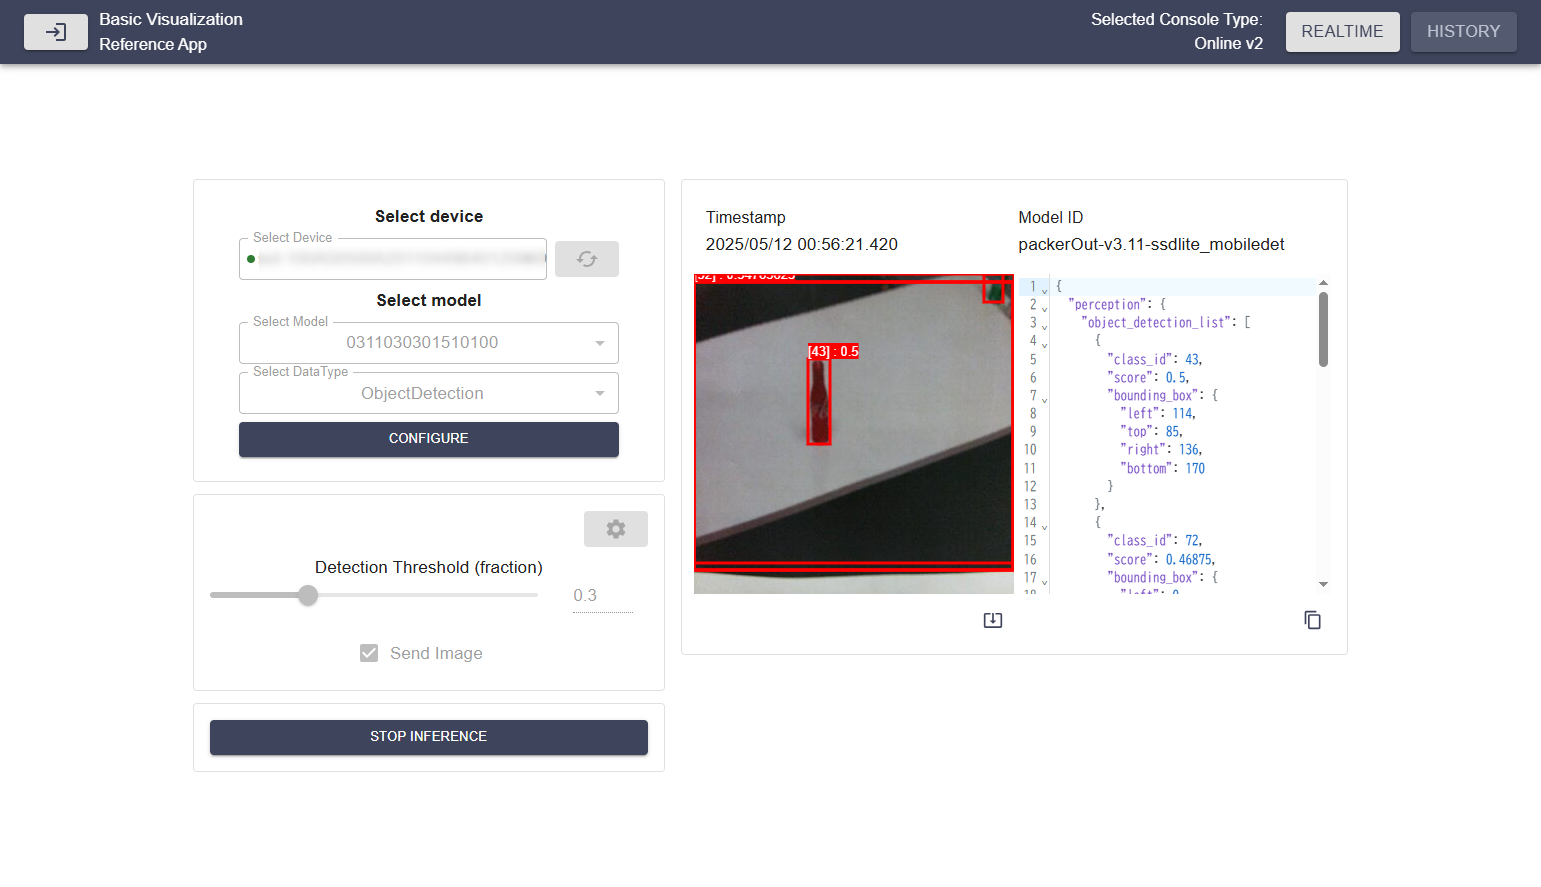 Basic Visualization
Reference App
Selected Console Type:
Online v2
REALTIME
HISTORY
Select device
Select Device
Select model
Select Model
0311030301510100
Select DataType
ObjectDetection
CONFIGURE
Detection Threshold (fraction)
0.3
Send Image
STOP INFERENCE
Timestamp
2025/05/12 00:56:21.420
Model ID
packerOut-v3.11-ssdlite_mobiledet
[43] : 0.5
1 {
2 "perception": {
3 "object_detection_list": [
4 {
5 "class_id": 43,
6 "score": 0.5,
7 "bounding_box": {
8 "left": 114,
9 "top": 85,
10 "right": 136,
11 "bottom": 170
12 }
13 },
14 {
15 "class_id": 72,
16 "score": 0.46875,
17 "bounding_box": {